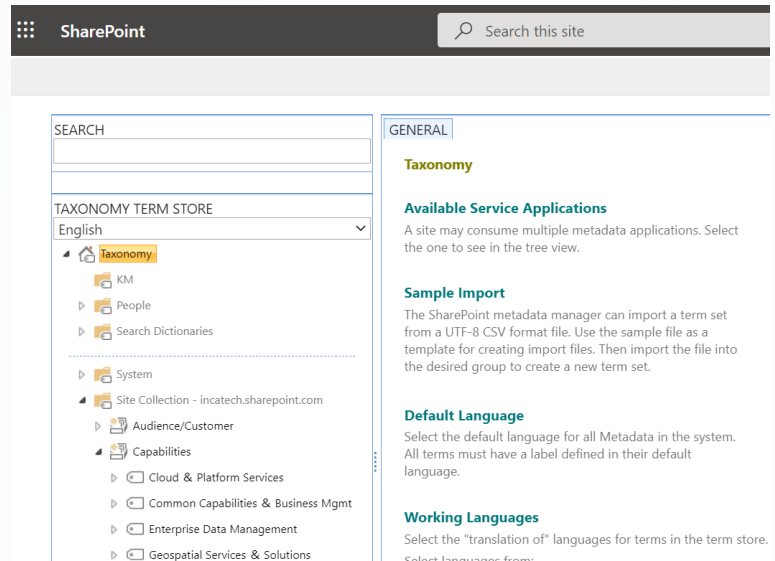 SharePoint
Search this site
SEARCH
TAXONOMY TERM STORE
English
Taxonomy
KM
People
Search Dictionaries
System
Site Collection - incatech.sharepoint.com
Audience/Customer
Capabilities
Cloud & Platform Services
Common Capabilities & Business Mgmt
Enterprise Data Management
Geospatial Services & Solutions
GENERAL
Taxonomy
Available Service Applications
A site may consume multiple metadata applications. Select
the one to see in the tree view.
Sample Import
The SharePoint metadata manager can import a term set
from a UTF-8 CSV format file. Use the sample file as a
template for creating import files. Then import the file into
the desired group to create a new term set.
Default Language
Select the default language for all Metadata in the system.
All terms must have a label defined in their default
language.
Working Languages
Select the "translation of" languages for terms in the term store.
Select languages from: